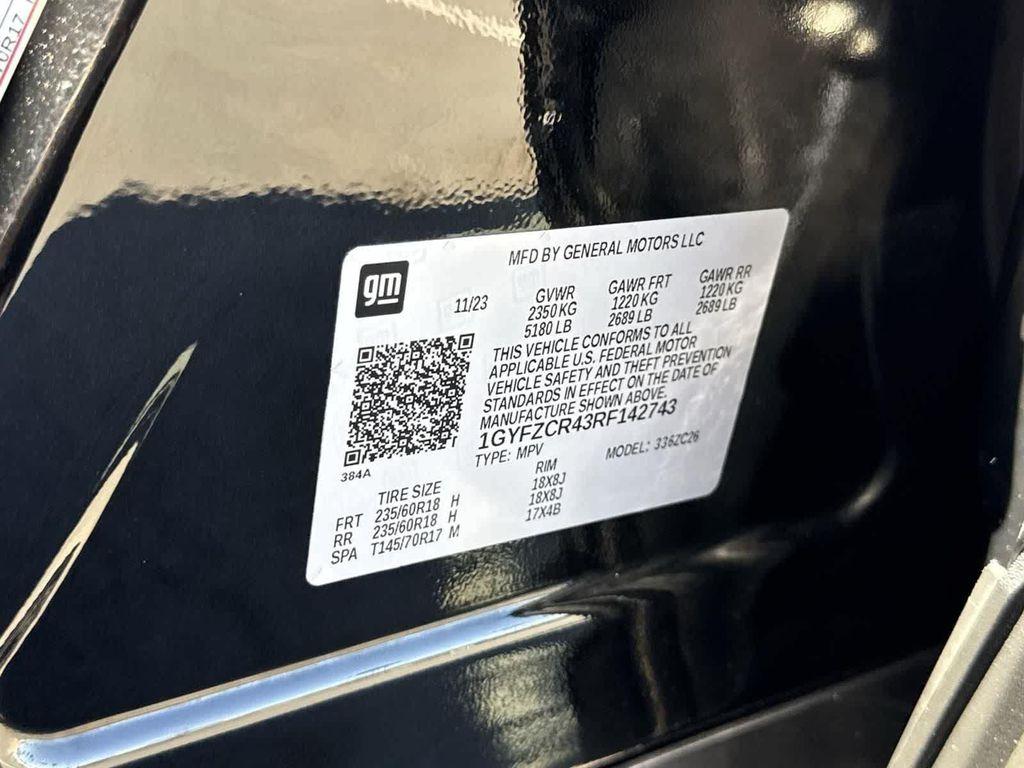 0R17
gm
MFD BY GENERAL MOTORS LLC
11/23
GVWR GAWR FRT GAWR RR
2350 KG 1220 KG 1220 KG
5180 LB 2689 LB 2689 LB
THIS VEHICLE CONFORMS TO ALL
APPLICABLE U.S. FEDERAL MOTOR
VEHICLE SAFETY AND THEFT PREVENTION
STANDARDS IN EFFECT ON THE DATE OF
MANUFACTURE SHOWN ABOVE.
1GYFZCR43RF142743
TYPE: MPV MODEL: 336ZC26
384A
TIRE SIZE RIM
FRT 235/60R18 H 18X8J
RR 235/60R18 H 18X8J
SPA T145/70R17 M 17X4B